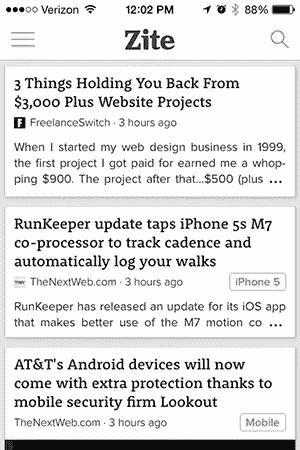 Verizon 12:02 PM 88%
Zite
3 Things Holding You Back From
$3,000 Plus Website Projects
F FreelanceSwitch · 3 hours ago
When I started my web design business in 1999,
the first project I got paid for earned me a whop-
ping $900. The project after that...$500 (plus ...
RunKeeper update taps iPhone 5s M7
co-processor to track cadence and
automatically log your walks
TheNextWeb.com · 3 hours ago iPhone 5
RunKeeper has released an update for its iOS app
that makes better use of the M7 motion co ...
AT&T's Android devices will now
come with extra protection thanks to
mobile security firm Lookout
TheNextWeb.com · 3 hours ago Mobile